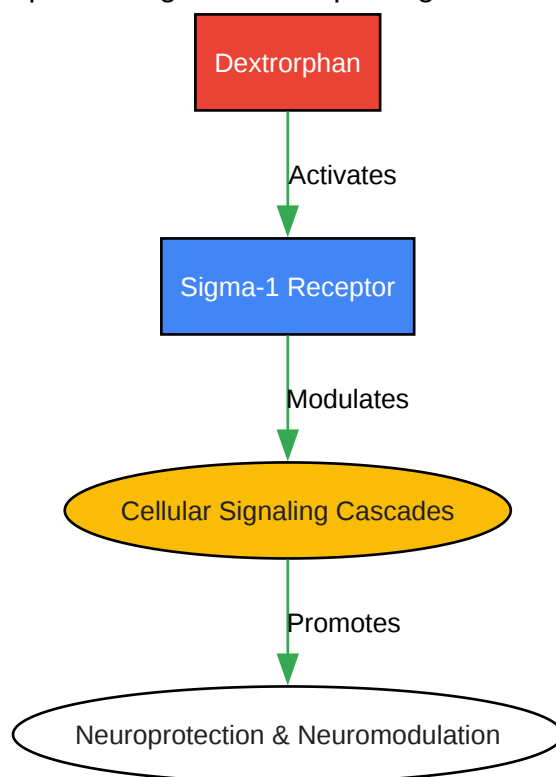 Dextrorphan
Activates
Sigma-1 Receptor
Modulates
Cellular Signaling Cascades
Promotes
Neuroprotection & Neuromodulation